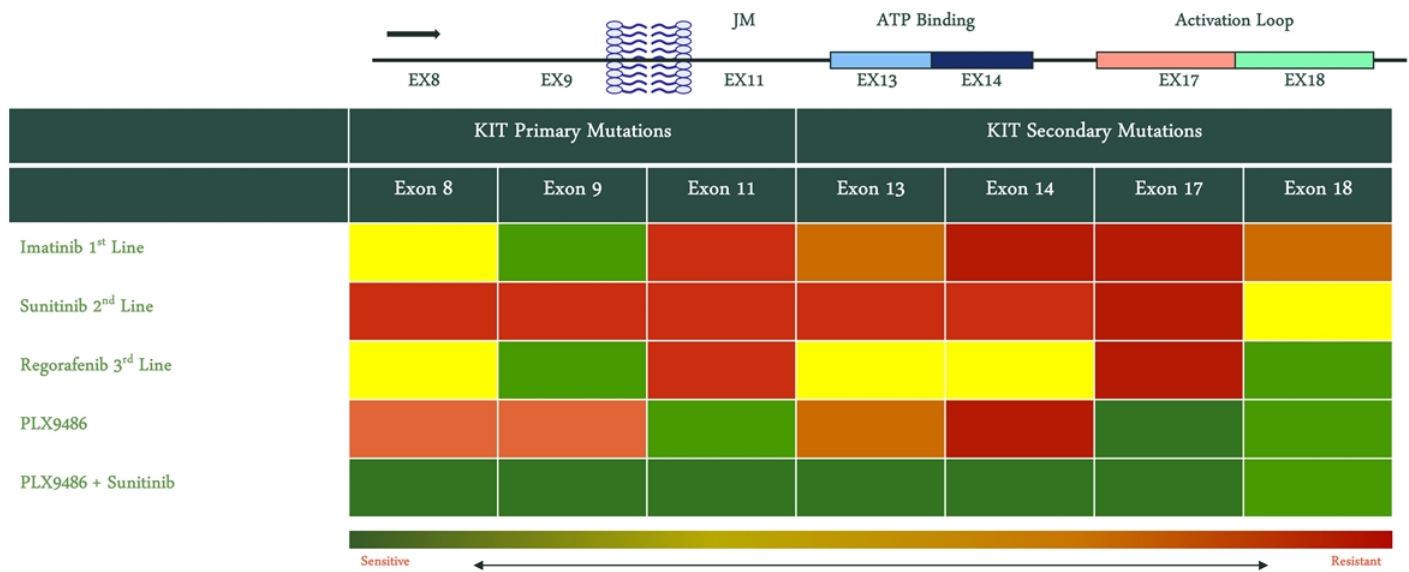 JM ATP Binding Activation Loop
EX8 EX9 EX11 EX13 EX14 EX17 EX18
KIT Primary Mutations KIT Secondary Mutations
Exon 8 Exon 9 Exon 11 Exon 13 Exon 14 Exon 17 Exon 18
Imatinib 1st Line
Sunitinib 2nd Line
Regorafenib 3rd Line
PLX9486
PLX9486 + Sunitinib
Sensitive Resistant